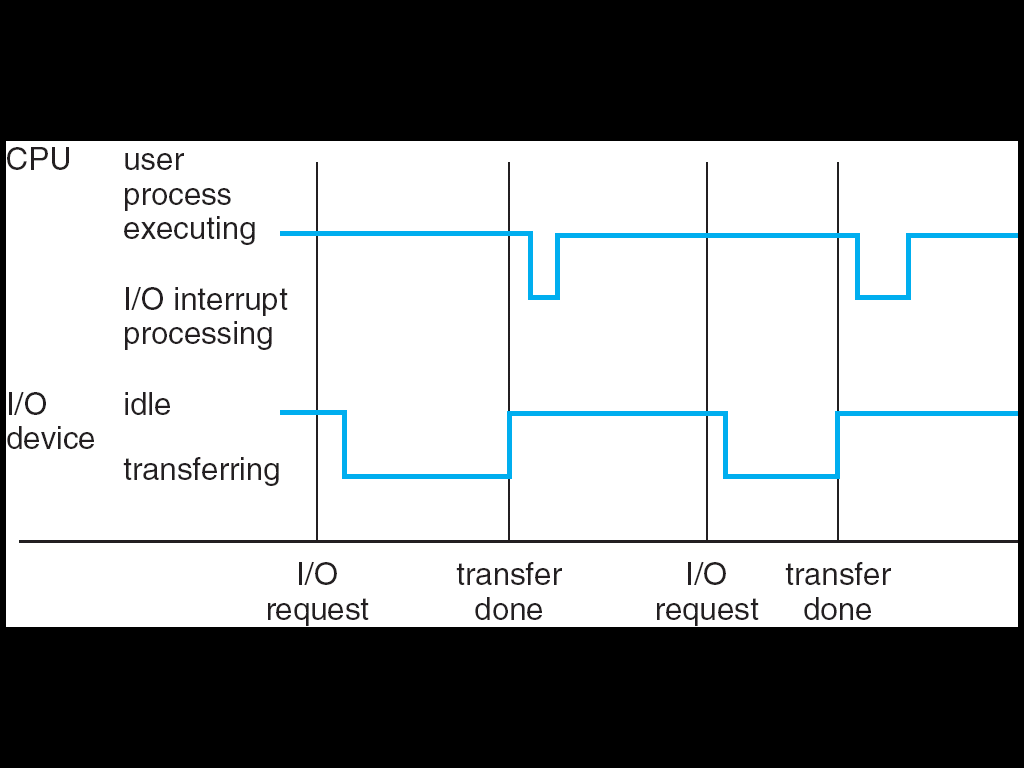 CPU user
process
executing
I/O interrupt
processing
I/O idle
device
transferring
I/O transfer I/O transfer
request done request done